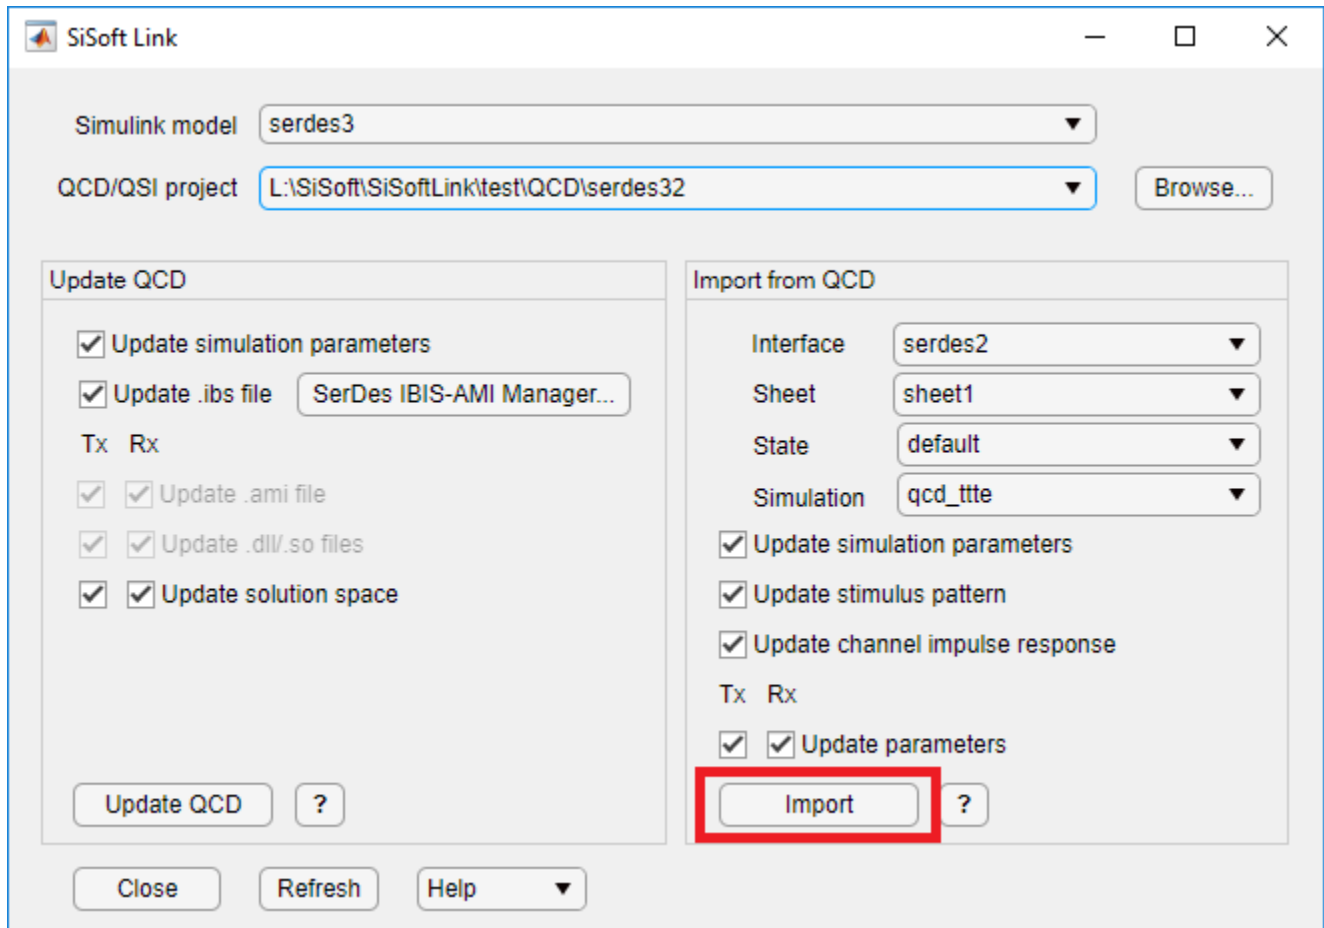 SiSoft Link
Simulink model serdes3
QCD/QSI project L:\SiSoft\SiSoftLink\test\QCD\serdes32 Browse...
Update QCD
Update simulation parameters
Update .ibs file SerDes IBIS-AMI Manager...
Tx Rx
Update .ami file
Update .dll/.so files
Update solution space
Update QCD ?
Import from QCD
Interface serdes2
Sheet sheet1
State default
Simulation qcd_ttte
Update simulation parameters
Update stimulus pattern
Update channel impulse response
Tx Rx
Update parameters
Import ?
Close Refresh Help